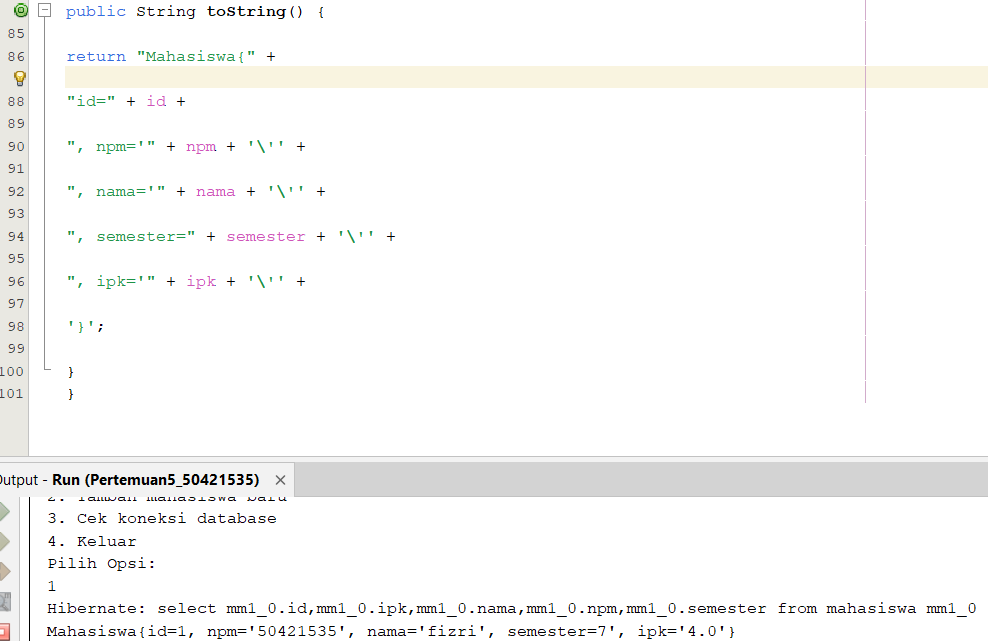 public String toString() {
85
86 return "Mahasiswa{" +
88 "id=" + id +
89
90 ", npm='" + npm + '\'' +
91
92 ", nama='" + nama + '\'' +
93
94 ", semester=" + semester + '\'' +
95
96 ", ipk='" + ipk + '\'' +
97
98 '}';
99
100 }
101 }
Output - Run (Pertemuan5_50421535) ×
2. Tambah mahasiswa baru
3. Cek koneksi database
4. Keluar
Pilih Opsi:
1
Hibernate: select mm1_0.id,mm1_0.ipk,mm1_0.nama,mm1_0.npm,mm1_0.semester from mahasiswa mm1_0
Mahasiswa{id=1, npm='50421535', nama='fizri', semester=7', ipk='4.0'}